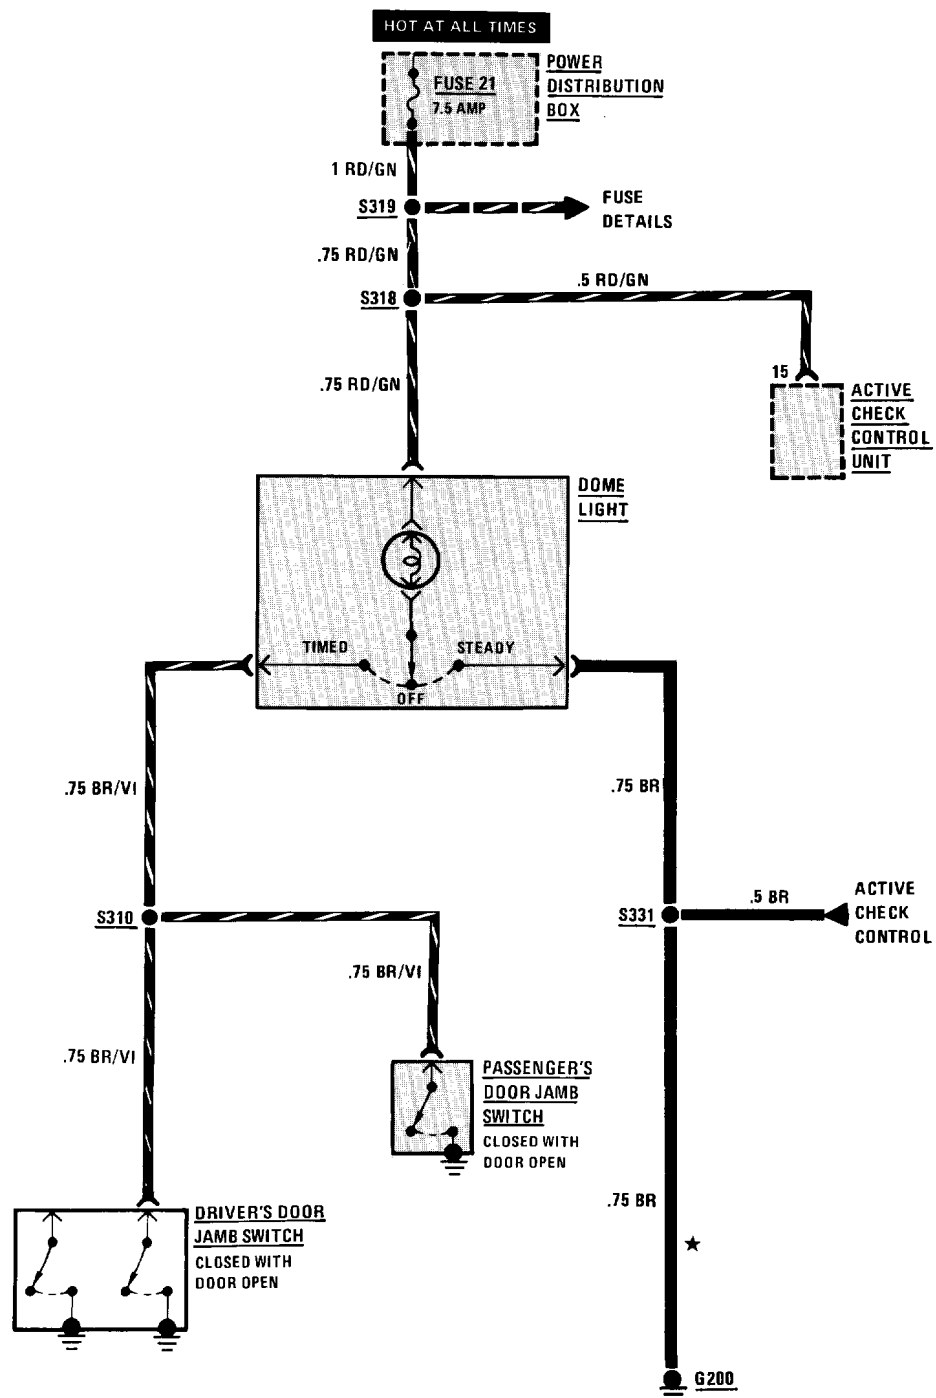 HOT AT ALL TIMES
FUSE 21
7.5 AMP
POWER
DISTRIBUTION
BOX
1 RD/GN
S319
FUSE
DETAILS
.75 RD/GN
S318
.5 RD/GN
.75 RD/GN
15
ACTIVE
CHECK
CONTROL
UNIT
DOME
LIGHT
TIMED
STEADY
OFF
.75 BR/VI
.75 BR
S310
S331
.5 BR
ACTIVE
CHECK
CONTROL
.75 BR/VI
.75 BR/VI
PASSENGER'S
DOOR JAMB
SWITCH
CLOSED WITH
DOOR OPEN
DRIVER'S DOOR
JAMB SWITCH
CLOSED WITH
DOOR OPEN
.75 BR
★
G200